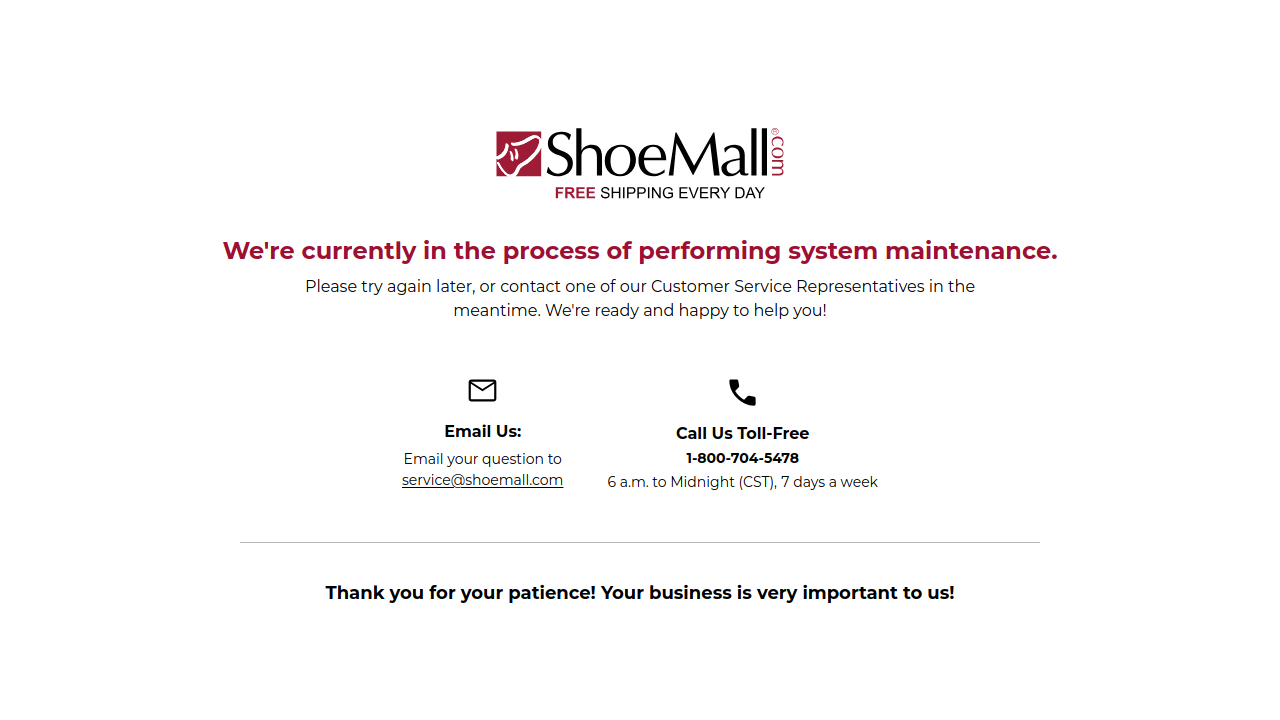 ShoeMall®.com
FREE SHIPPING EVERY DAY
We're currently in the process of performing system maintenance.
Please try again later, or contact one of our Customer Service Representatives in the
meantime. We're ready and happy to help you!
Email Us:
Email your question to
service@shoemall.com
Call Us Toll-Free
1-800-704-5478
6 a.m. to Midnight (CST), 7 days a week
Thank you for your patience! Your business is very important to us!